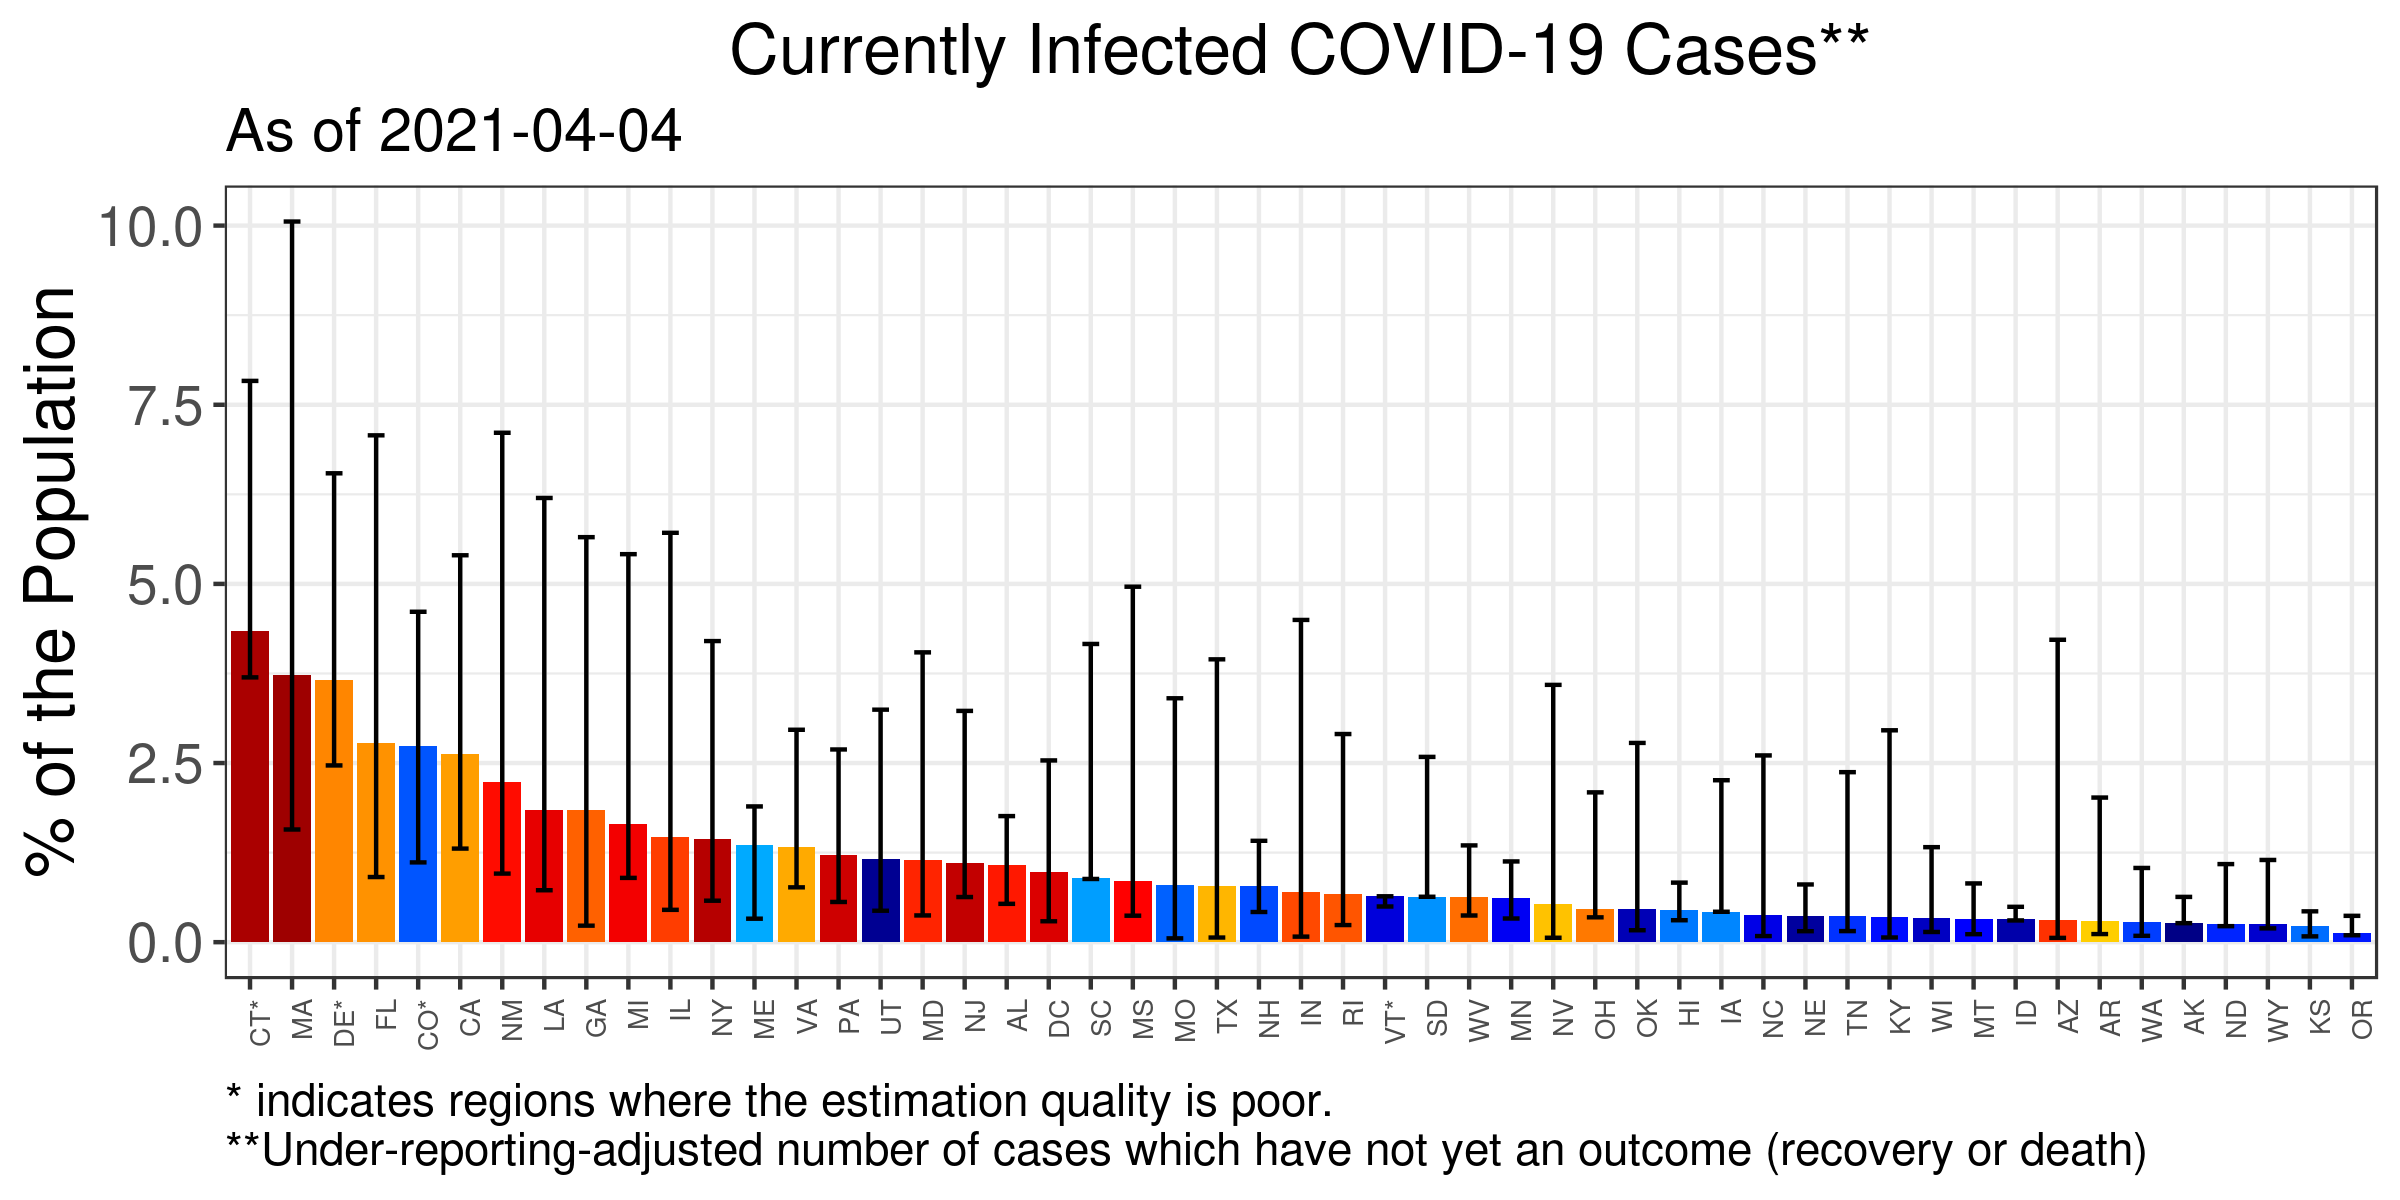 Currently Infected COVID-19 Cases**
As of 2021-04-04
% of the Population
10.0
7.5
5.0
2.5
0.0
CT* MA DE* FL CO* CA NM LA GA MI IL NY ME VA PA UT MD NJ AL DC SC MS MO TX NH IN RI VT* SD WV MN NV OH OK HI IA NC NE TN KY WI MT ID AZ AR WA AK ND WY KS OR
* indicates regions where the estimation quality is poor.
**Under-reporting-adjusted number of cases which have not yet an outcome (recovery or death)